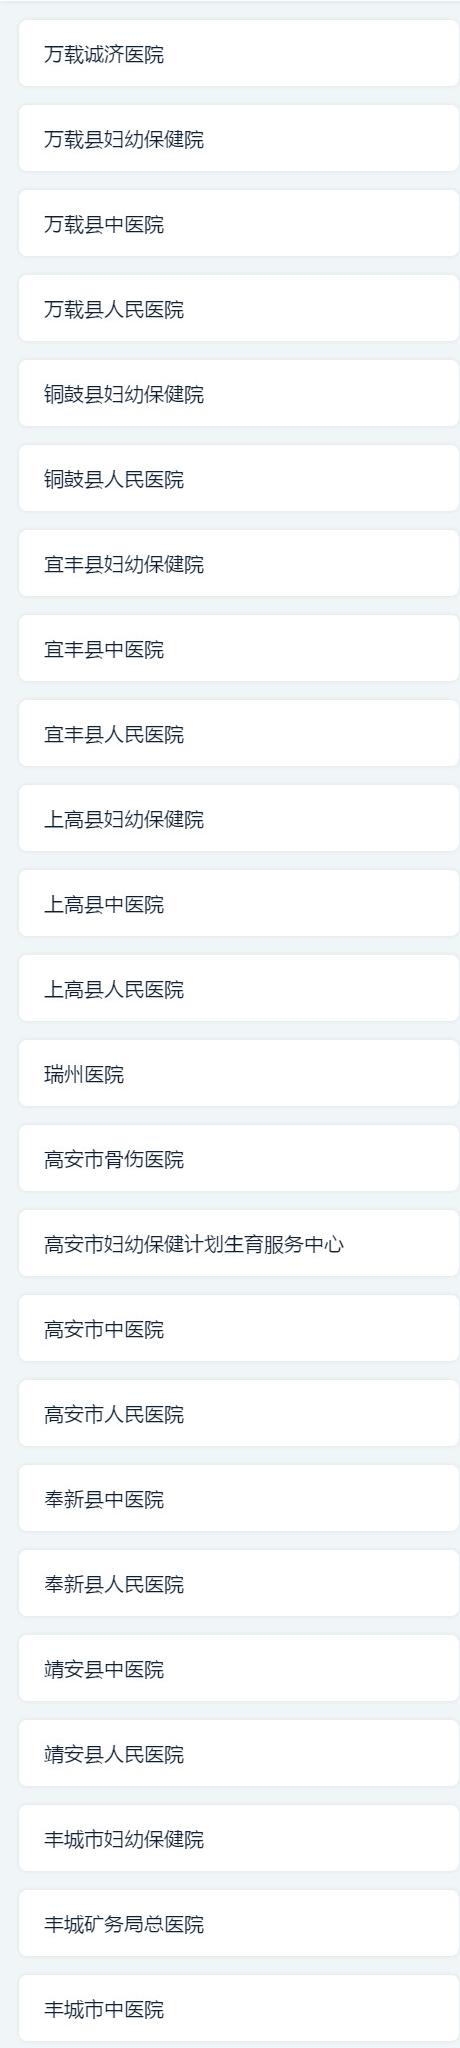 万载诚济医院
万载县妇幼保健院
万载县中医院
万载县人民医院
铜鼓县妇幼保健院
铜鼓县人民医院
宜丰县妇幼保健院
宜丰县中医院
宜丰县人民医院
上高县妇幼保健院
上高县中医院
上高县人民医院
瑞州医院
高安市骨伤医院
高安市妇幼保健计划生育服务中心
高安市中医院
高安市人民医院
奉新县中医院
奉新县人民医院
靖安县中医院
靖安县人民医院
丰城市妇幼保健院
丰城矿务局总医院
丰城市中医院